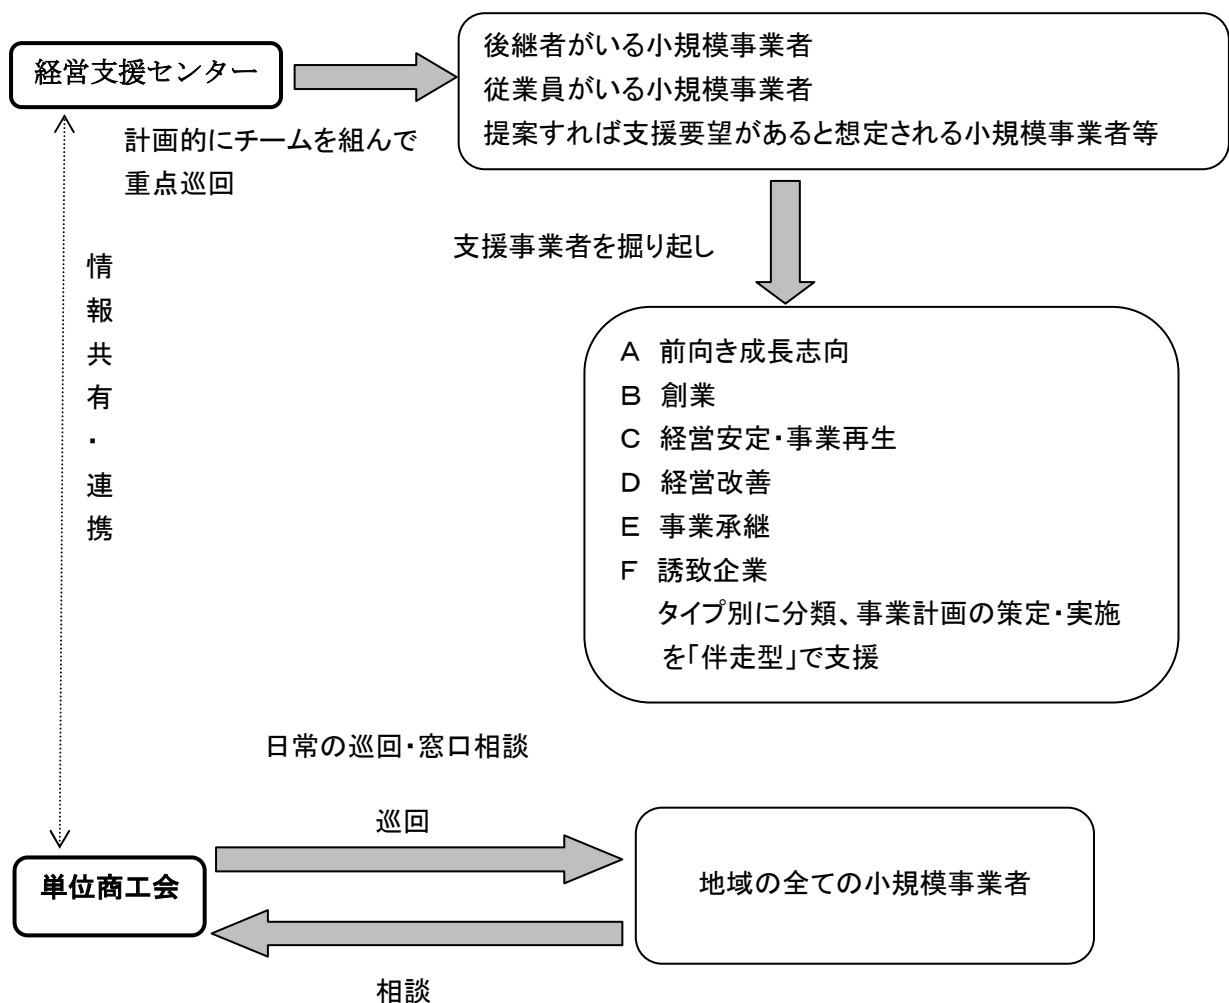 経営支援センター
後継者がいる小規模事業者
従業員がいる小規模事業者
提案すれば支援要望があると想定される小規模事業者等
計画的にチームを組んで
重点巡回
支援事業者を掘り起し
情報共有・連携
A 前向き成長志向
B 創業
C 経営安定・事業再生
D 経営改善
E 事業承継
F 誘致企業
タイプ別に分類、事業計画の策定・実施
を「伴走型」で支援
日常の巡回・窓口相談
巡回
単位商工会
地域の全ての小規模事業者
相談